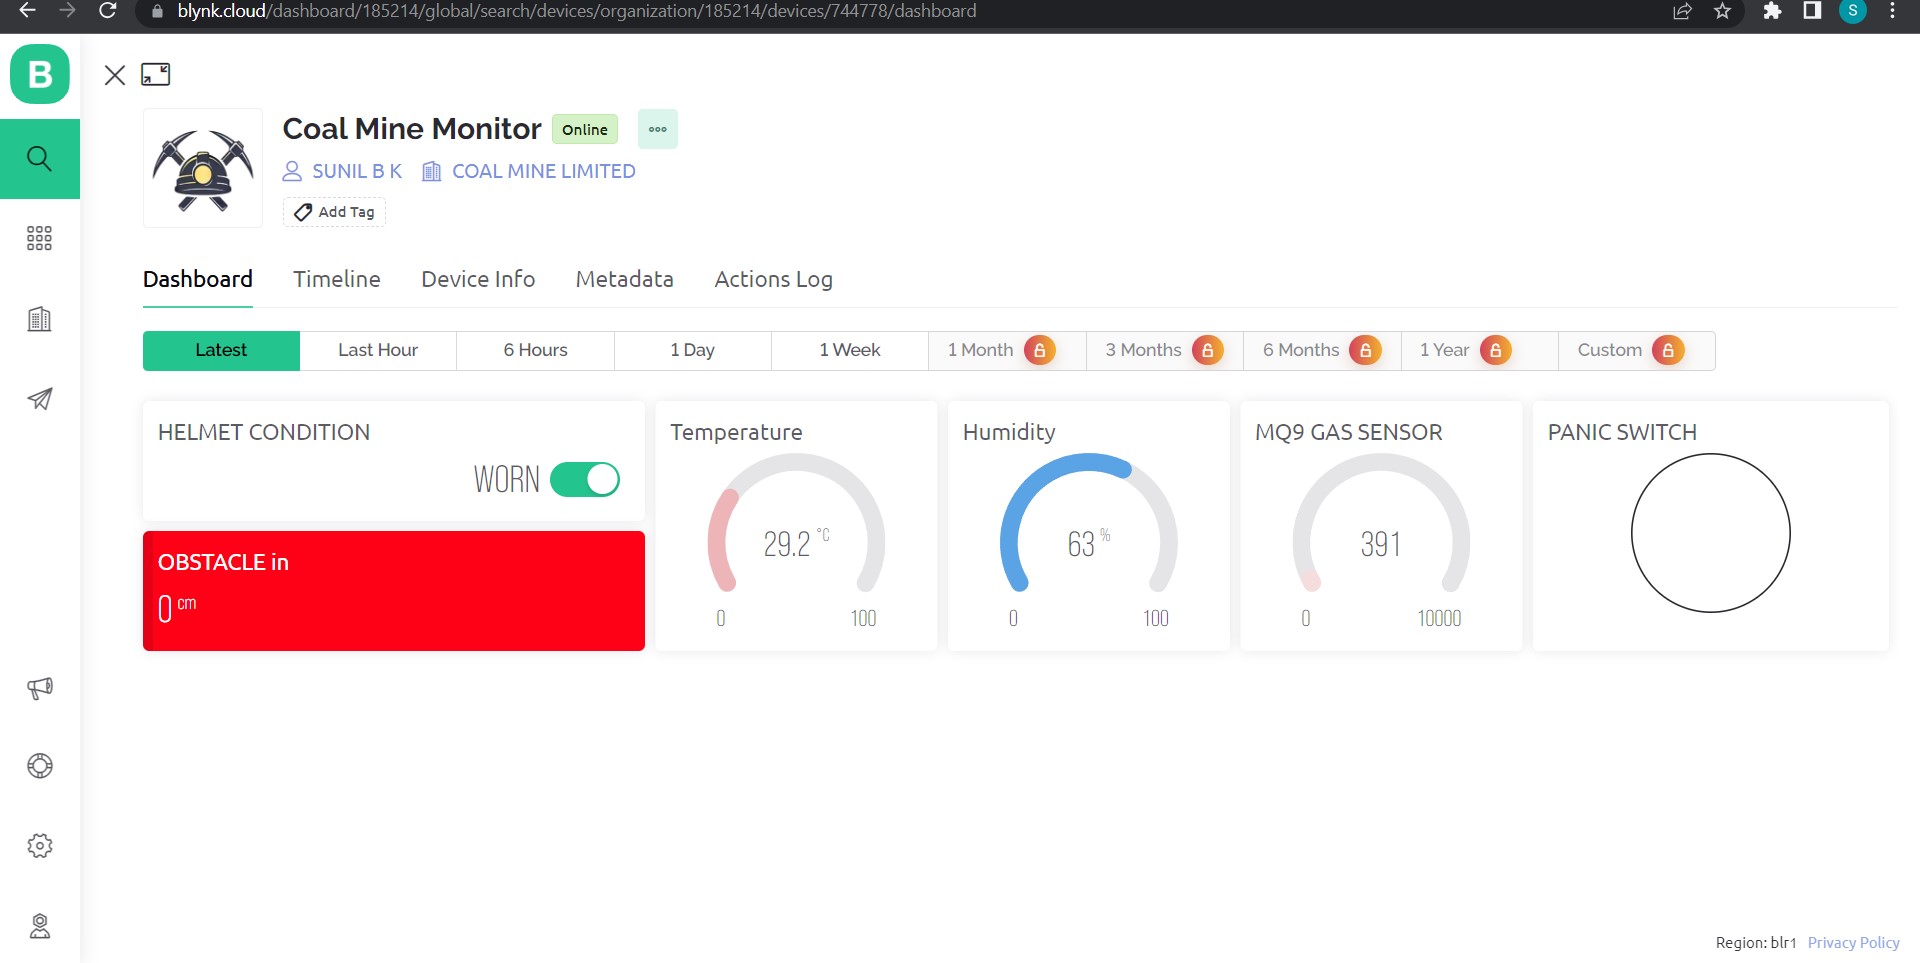 blynk.cloud/dashboard/185214/global/search/devices/organization/185214/devices/744778/dashboard
S
B
Coal Mine Monitor Online
SUNIL B K COAL MINE LIMITED
Add Tag
Dashboard Timeline Device Info Metadata Actions Log
Latest Last Hour 6 Hours 1 Day 1 Week 1 Month 3 Months 6 Months 1 Year Custom
HELMET CONDITION
WORN
OBSTACLE in
0 cm
Temperature
29.2 °C
0 100
Humidity
63 %
0 100
MQ9 GAS SENSOR
391
0 10000
PANIC SWITCH
Region: blr1 Privacy Policy